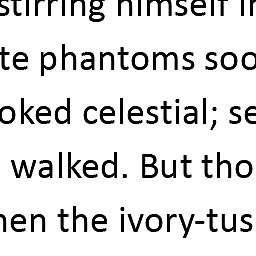 stirring himself in
te phantoms soo
oked celestial; se
walked. But tho
hen the ivory-tus